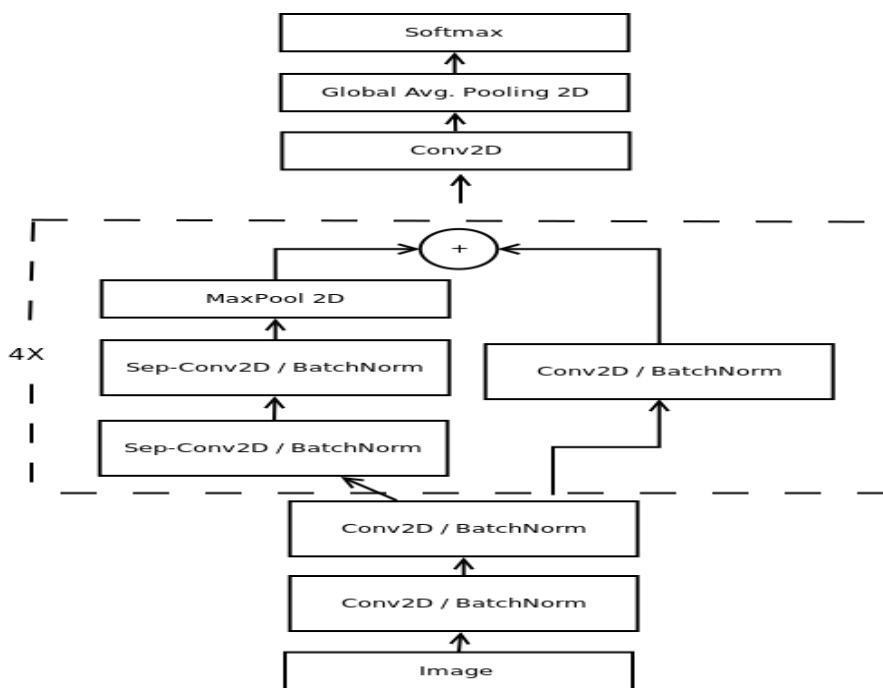 Softmax
Global Avg. Pooling 2D
Conv2D
+
MaxPool 2D
4X
Sep-Conv2D / BatchNorm
Conv2D / BatchNorm
Sep-Conv2D / BatchNorm
Conv2D / BatchNorm
Conv2D / BatchNorm
Image